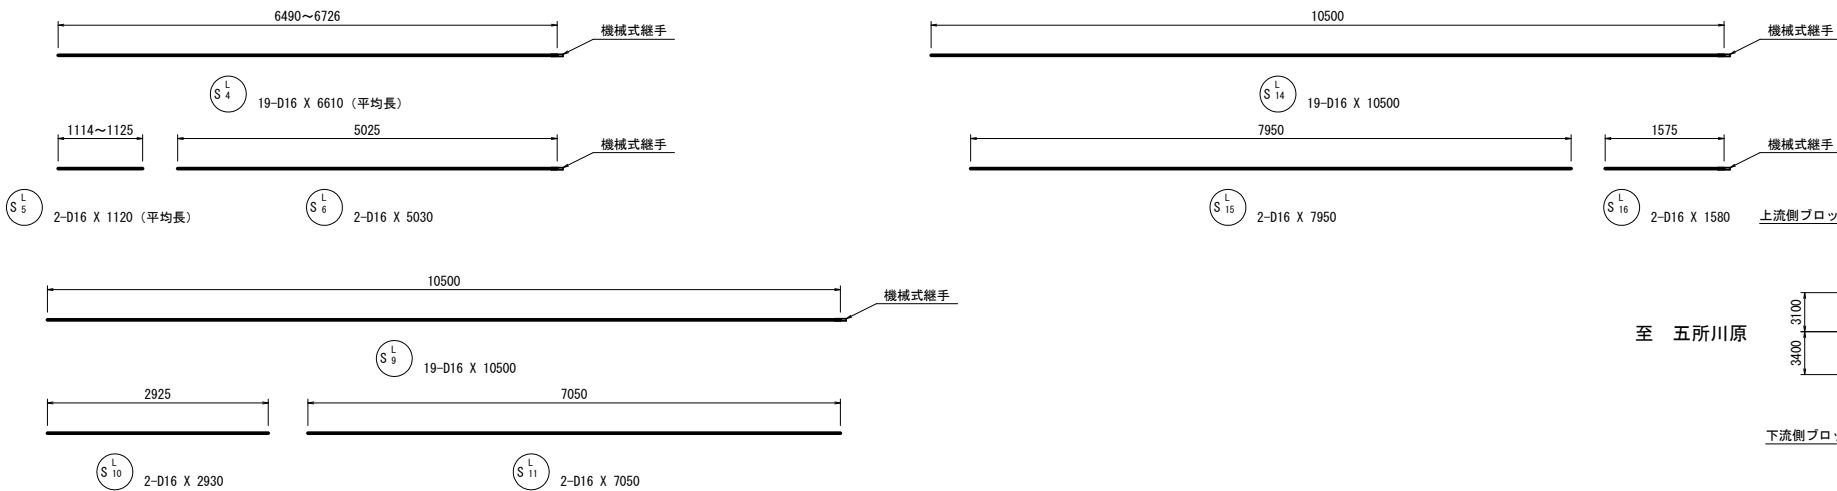 6490～6726
機械式継手
S L 4
19-D16 X 6610 (平均長)
1114～1125
5025
機械式継手
S L 5
2-D16 X 1120 (平均長)
S L 6
2-D16 X 5030
10500
機械式継手
S L 9
19-D16 X 10500
2925
7050
S L 10
2-D16 X 2930
S L 11
2-D16 X 7050
10500
機械式継手
S L 14
19-D16 X 10500
7950
1575
機械式継手
S L 15
2-D16 X 7950
S L 16
2-D16 X 1580
上流側ブロッ
至 五所川原
3100
3400
下流側ブロッ